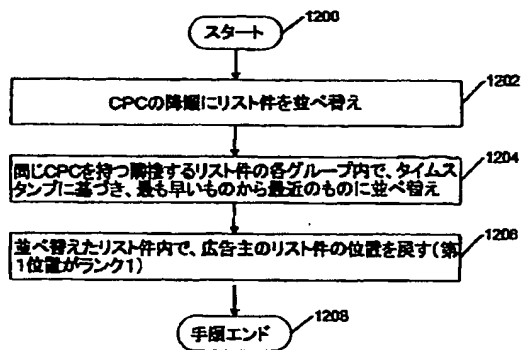 1200
スタート
1202
CPCの降順にリスト件を並べ替え
1204
同じCPCを持つ隣接するリスト件の各グループ内で、タイムス
タンプに基づき、最も早いものから最近のものに並べ替え
1206
並べ替えたリスト件内で、広告主のリスト件の位置を戻す(第
1位置がランク1)
1208
手順エンド